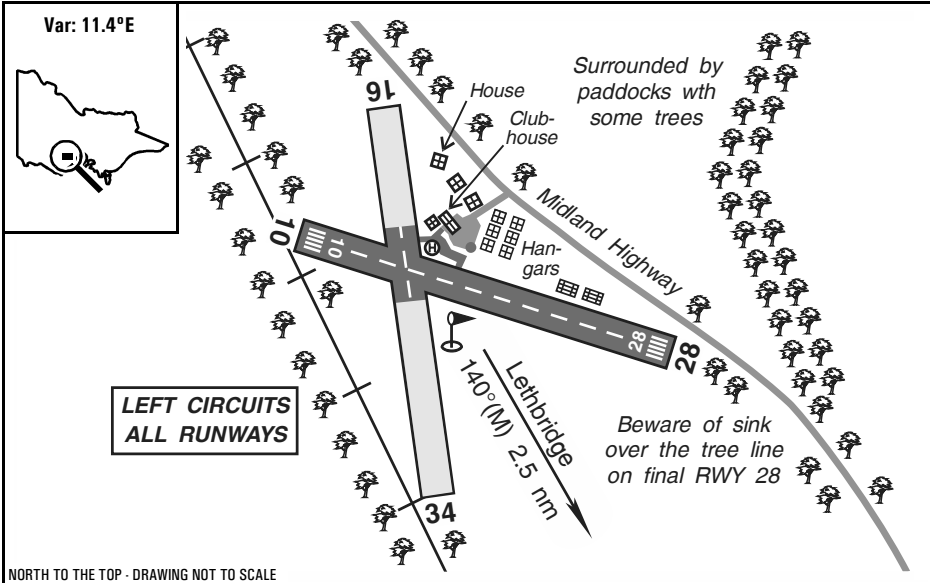 Var: 11.4ºE
Surrounded by
paddocks wth
some trees
House
Club-
house
16
10
10
H
Han-
gars
Midland Highway
28
28
Lethbridge
140°(M) 2.5 nm
LEFT CIRCUITS
ALL RUNWAYS
Beware of sink
over the tree line
on final RWY 28
34
NORTH TO THE TOP - DRAWING NOT TO SCALE